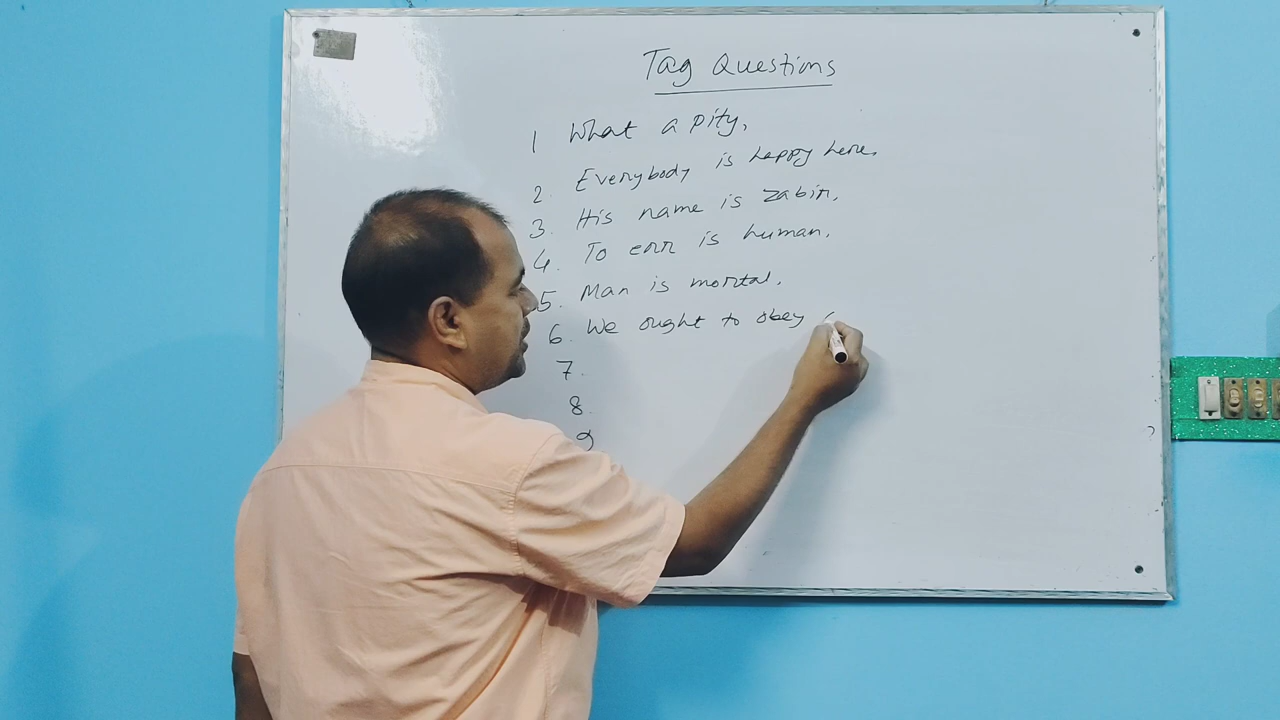 Tag Questions
1 What a pity,
2. Everybody is happy here,
3. His name is zabir,
4. To err is human,
5. Man is mortal,
6. We ought to obey
7.
8.
9